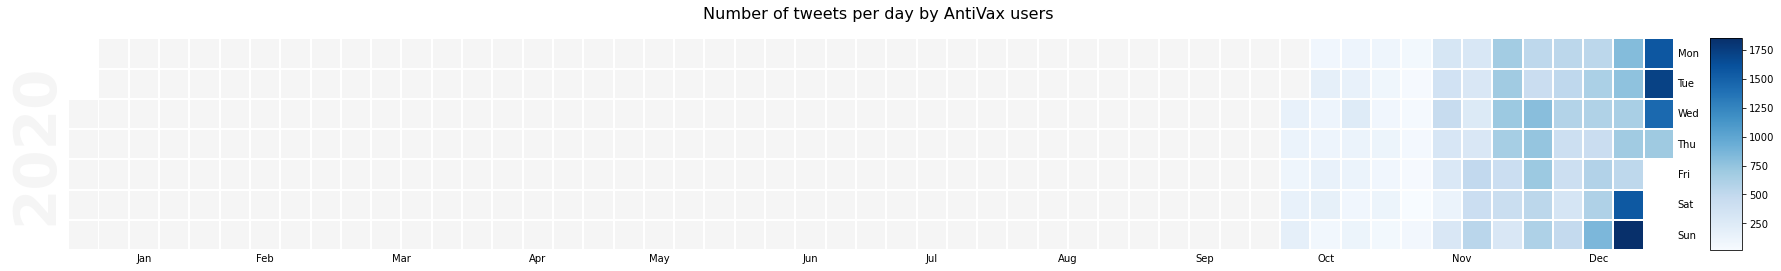 Number of tweets per day by AntiVax users
2020
Mon
Tue
Wed
Thu
Fri
Sat
Sun
Jan Feb Mar Apr May Jun Jul Aug Sep Oct Nov Dec
1750
1500
1250
1000
750
500
250